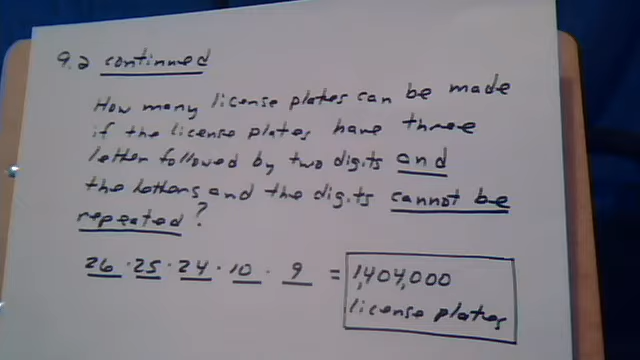 9.2 continued
How many license plates can be made
if the license plates have three
letter followed by two digits and
the letters and the digits cannot be
repeated?
26 · 25 · 24 · 10 · 9 = 1,404,000
license plates